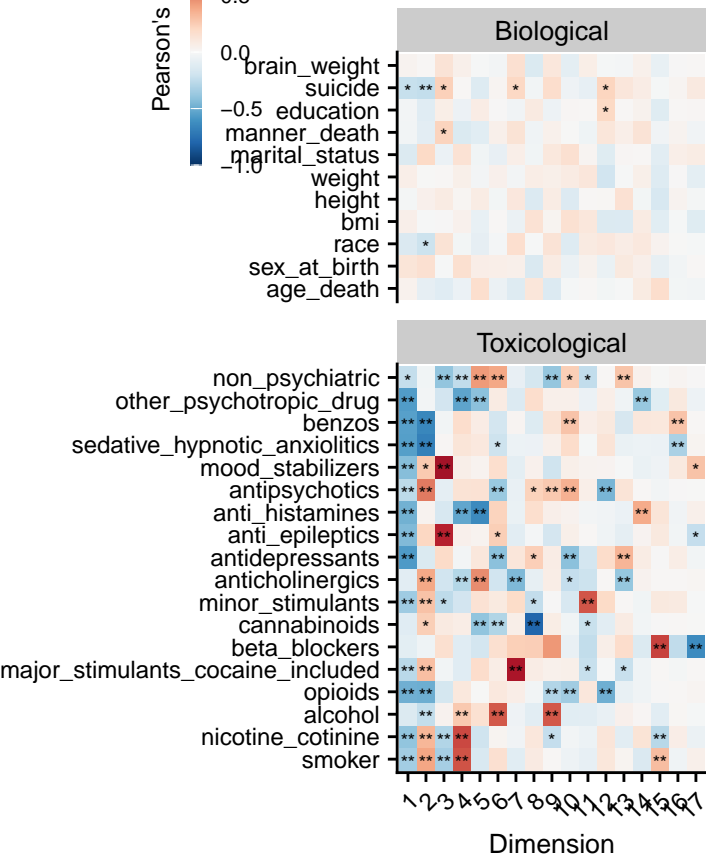 Pearson's
0.0
−0.5
−1.0
Biological
brain_weight
suicide * ** * * *
education *
manner_death *
marital_status
weight
height
bmi
race *
sex_at_birth
age_death
Toxicological
non_psychiatric * ** ** ** ** ** * * **
other_psychotropic_drug ** ** ** **
benzos ** ** ** **
sedative_hypnotic_anxiolitics ** ** * **
mood_stabilizers ** * ** *
antipsychotics ** ** ** * ** ** **
anti_histamines ** ** ** **
anti_epileptics ** ** * *
antidepressants ** ** * ** **
anticholinergics ** ** ** ** * **
minor_stimulants ** ** * * **
cannabinoids * ** ** ** *
beta_blockers ** **
major_stimulants_cocaine_included ** ** ** * *
opioids ** ** ** ** **
alcohol ** ** ** **
nicotine_cotinine ** ** ** ** * **
smoker ** ** ** ** **
1 2 3 4 5 6 7 8 9 10 11 12 13 14 15 16 17
Dimension